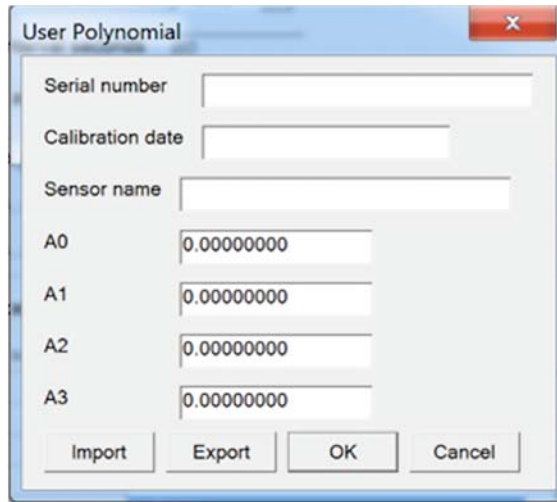 User Polynomial
Serial number
Calibration date
Sensor name
A0 0.00000000
A1 0.00000000
A2 0.00000000
A3 0.00000000
Import Export OK Cancel